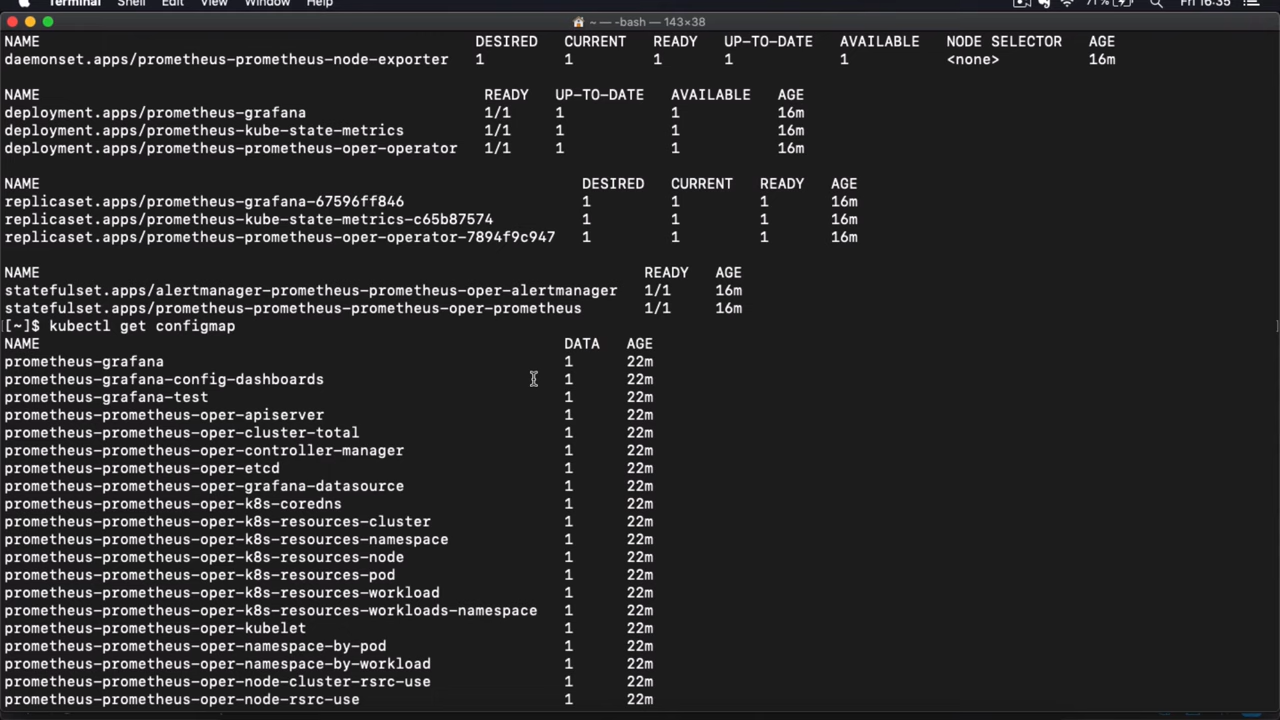 Terminal Shell Edit View Window Help 71% Fri 16:35
~ — -bash — 143×38
NAME DESIRED CURRENT READY UP-TO-DATE AVAILABLE NODE SELECTOR AGE
daemonset.apps/prometheus-prometheus-node-exporter 1 1 1 1 1 <none> 16m
NAME READY UP-TO-DATE AVAILABLE AGE
deployment.apps/prometheus-grafana 1/1 1 1 16m
deployment.apps/prometheus-kube-state-metrics 1/1 1 1 16m
deployment.apps/prometheus-prometheus-oper-operator 1/1 1 1 16m
NAME DESIRED CURRENT READY AGE
replicaset.apps/prometheus-grafana-67596ff846 1 1 1 16m
replicaset.apps/prometheus-kube-state-metrics-c65b87574 1 1 1 16m
replicaset.apps/prometheus-prometheus-oper-operator-7894f9c947 1 1 1 16m
NAME READY AGE
statefulset.apps/alertmanager-prometheus-prometheus-oper-alertmanager 1/1 16m
statefulset.apps/prometheus-prometheus-prometheus-oper-prometheus 1/1 16m
[~]$ kubectl get configmap
NAME DATA AGE
prometheus-grafana 1 22m
prometheus-grafana-config-dashboards 1 22m
prometheus-grafana-test 1 22m
prometheus-prometheus-oper-apiserver 1 22m
prometheus-prometheus-oper-cluster-total 1 22m
prometheus-prometheus-oper-controller-manager 1 22m
prometheus-prometheus-oper-etcd 1 22m
prometheus-prometheus-oper-grafana-datasource 1 22m
prometheus-prometheus-oper-k8s-coredns 1 22m
prometheus-prometheus-oper-k8s-resources-cluster 1 22m
prometheus-prometheus-oper-k8s-resources-namespace 1 22m
prometheus-prometheus-oper-k8s-resources-node 1 22m
prometheus-prometheus-oper-k8s-resources-pod 1 22m
prometheus-prometheus-oper-k8s-resources-workload 1 22m
prometheus-prometheus-oper-k8s-resources-workloads-namespace 1 22m
prometheus-prometheus-oper-kubelet 1 22m
prometheus-prometheus-oper-namespace-by-pod 1 22m
prometheus-prometheus-oper-namespace-by-workload 1 22m
prometheus-prometheus-oper-node-cluster-rsrc-use 1 22m
prometheus-prometheus-oper-node-rsrc-use 1 22m